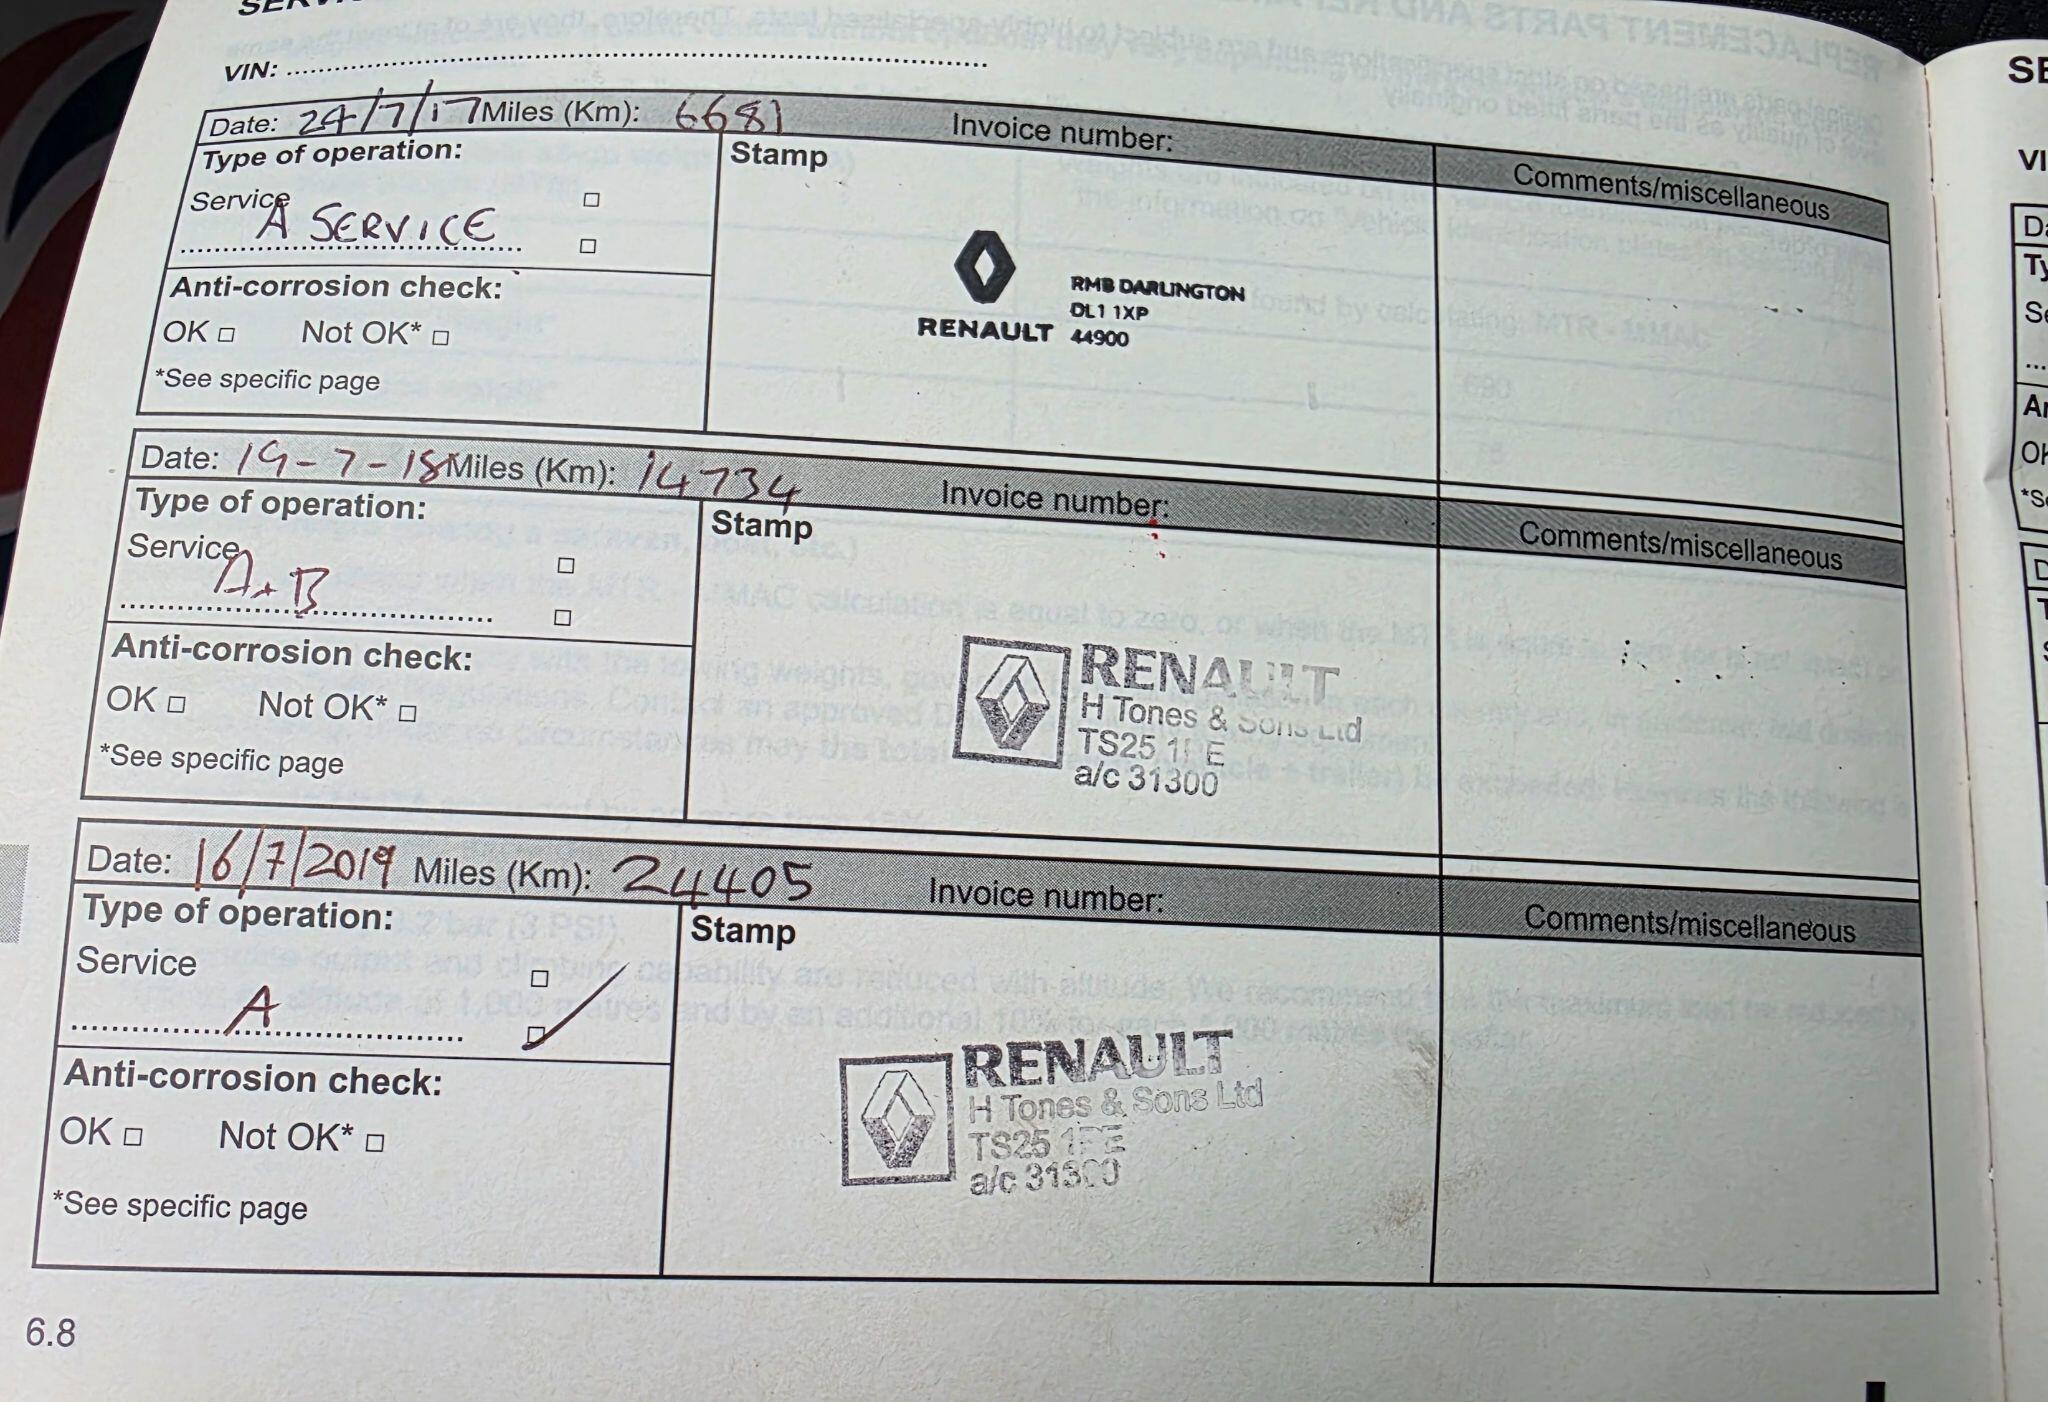 VIN:
Date: 24/7/17 Miles (Km): 6681 Invoice number:
Type of operation: Stamp Comments/miscellaneous
Service
A SERVICE
Anti-corrosion check:
OK Not OK*
*See specific page
RENAULT
RMB DARLINGTON
DL1 1XP
44900
Date: 19-7-18 Miles (Km): 14734 Invoice number:
Type of operation: Stamp Comments/miscellaneous
Service
A+B
Anti-corrosion check:
OK Not OK*
*See specific page
RENAULT
H Tones & Sons Ltd
TS25
a/c 31300
Date: 16/7/2019 Miles (Km): 24405 Invoice number:
Type of operation: Stamp Comments/miscellaneous
Service
A
Anti-corrosion check:
OK Not OK*
*See specific page
RENAULT
H Tones & Sons Ltd
TS25
a/c 31300
6.8